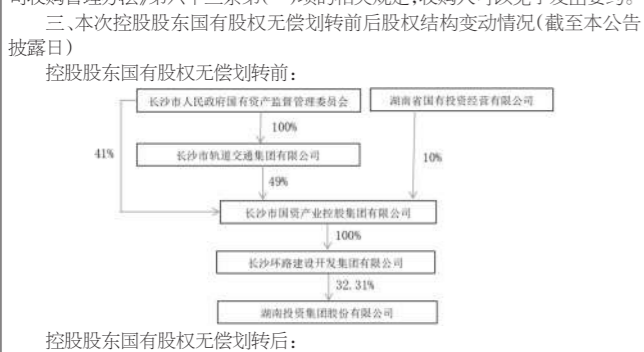 三、本次控股股东国有股权无偿划转前后股权结构变动情况(截至本公告
披露日)
控股股东国有股权无偿划转前:
长沙市人民政府国有资产监督管理委员会
湖南省国有投资经营有限公司
100%
41%
长沙市轨道交通集团有限公司
10%
49%
长沙市国资产业控股集团有限公司
100%
长沙环路建设开发集团有限公司
32.31%
湖南投资集团股份有限公司
控股股东国有股权无偿划转后: